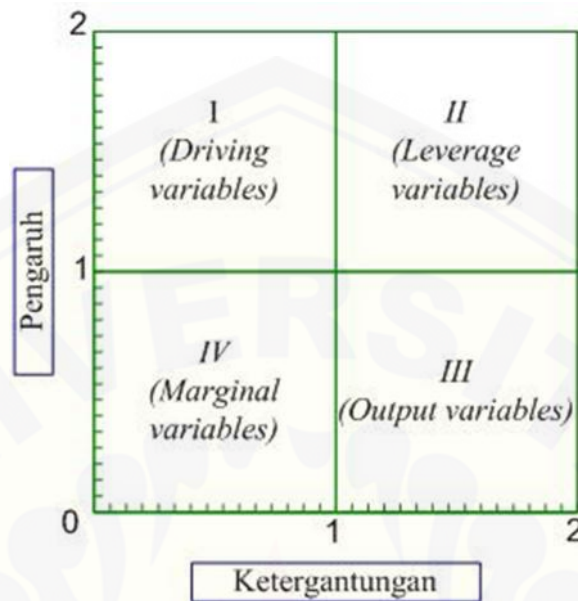 2
I
(Driving
variables)
II
(Leverage
variables)
Pengaruh
1
IV
(Marginal
variables)
III
(Output variables)
0
1
2
Ketergantungan